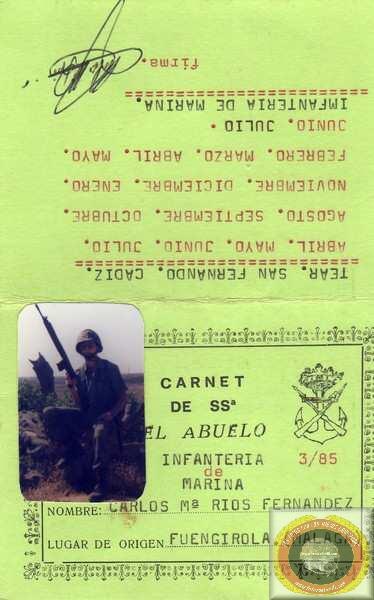 firma.
IMFANTERIA DE MARINA.
JUNIO. JULIO.
FEBRERO. MARZO. ABRIL. MAYO.
NOVIEMBRE. DICIEMBRE. ENERO.
AGOSTO. SEPTIEMBRE. OCTUBRE.
ABRIL. MAYO. JUNIO. JULIO.
TEAR. SAN FERNANDO. CADIZ.
CARNET
DE SSª
EL ABUELO
INFANTERIA 3/85
de
MARINA
NOMBRE: CARLOS Mª RIOS FERNANDEZ
LUGAR DE ORIGEN FUENGIROLA. MALAGA